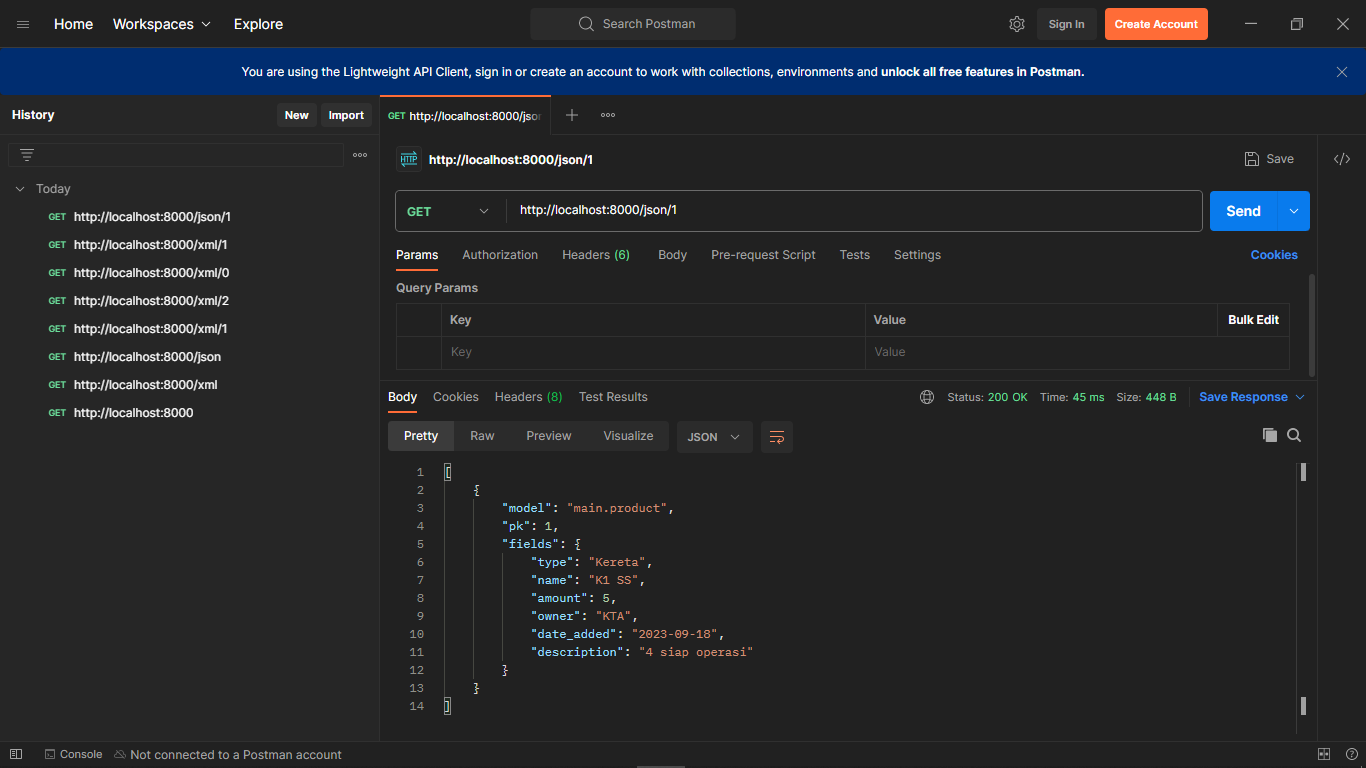 Home Workspaces Explore Search Postman Sign In Create Account
You are using the Lightweight API Client, sign in or create an account to work with collections, environments and unlock all free features in Postman.
History New Import
Today
GET http://localhost:8000/json/1
GET http://localhost:8000/xml/1
GET http://localhost:8000/xml/0
GET http://localhost:8000/xml/2
GET http://localhost:8000/xml/1
GET http://localhost:8000/json
GET http://localhost:8000/xml
GET http://localhost:8000
GET http://localhost:8000/jsor
HTTP http://localhost:8000/json/1 Save </>
GET http://localhost:8000/json/1 Send
Params Authorization Headers (6) Body Pre-request Script Tests Settings Cookies
Query Params
Key Value Bulk Edit
Key Value
Body Cookies Headers (8) Test Results Status: 200 OK Time: 45 ms Size: 448 B Save Response
Pretty Raw Preview Visualize JSON
1 [
2 {
3 "model": "main.product",
4 "pk": 1,
5 "fields": {
6 "type": "Kereta",
7 "name": "K1 SS",
8 "amount": 5,
9 "owner": "KTA",
10 "date_added": "2023-09-18",
11 "description": "4 siap operasi"
12 }
13 }
14 ]
Console Not connected to a Postman account